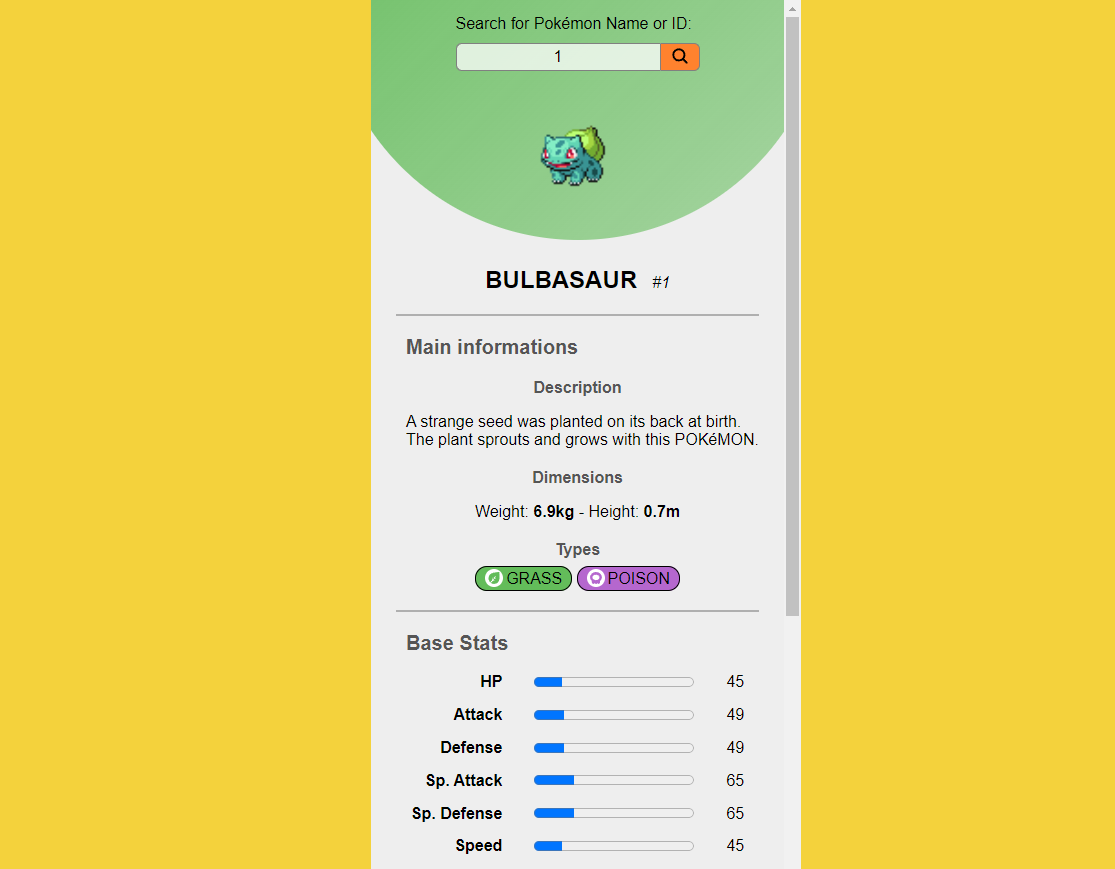 Search for Pokémon Name or ID:
1
BULBASAUR #1
Main informations
Description
A strange seed was planted on its back at birth.
The plant sprouts and grows with this POKéMON.
Dimensions
Weight: 6.9kg - Height: 0.7m
Types
GRASS POISON
Base Stats
HP 45
Attack 49
Defense 49
Sp. Attack 65
Sp. Defense 65
Speed 45